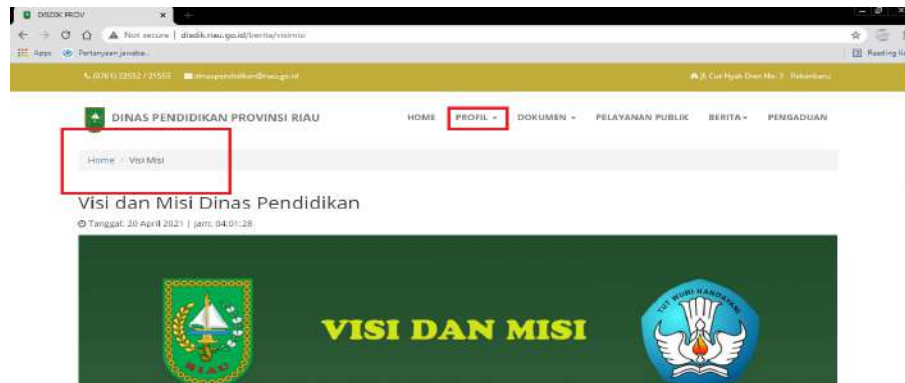 DISDIK PROV
Not secure | disdik.riau.go.id/berita/visimisi
Apps Pertanyaan jawaba...
Reading li
(0761) 22552 / 21553 dinaspendidikan@riau.go.id
Jl. Cut Nyak Dien No. 3 Pekanbaru
DINAS PENDIDIKAN PROVINSI RIAU
HOME PROFIL DOKUMEN PELAYANAN PUBLIK BERITA PENGADUAN
Home / Visi Misi
Visi dan Misi Dinas Pendidikan
Tanggal: 20 April 2021 | Jam: 04:01:28
VISI DAN MISI
RIAU
TUT WURI HANDAYANI